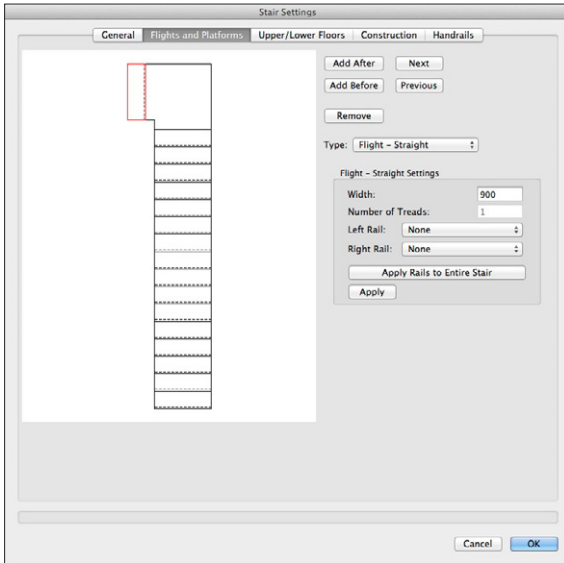 Stair Settings
General Flights and Platforms Upper/Lower Floors Construction Handrails
Add After Next
Add Before Previous
Remove
Type: Flight – Straight
Flight – Straight Settings
Width: 900
Number of Treads: 1
Left Rail: None
Right Rail: None
Apply Rails to Entire Stair
Apply
Cancel OK